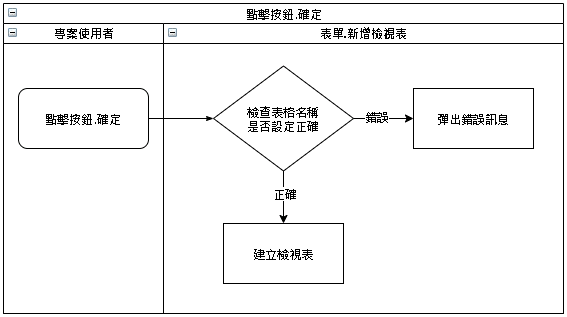 點擊按鈕.確定
專案使用者
表單.新增檢視表
點擊按鈕.確定
檢查表格名稱
是否設定正確
錯誤
彈出錯誤訊息
正確
建立檢視表